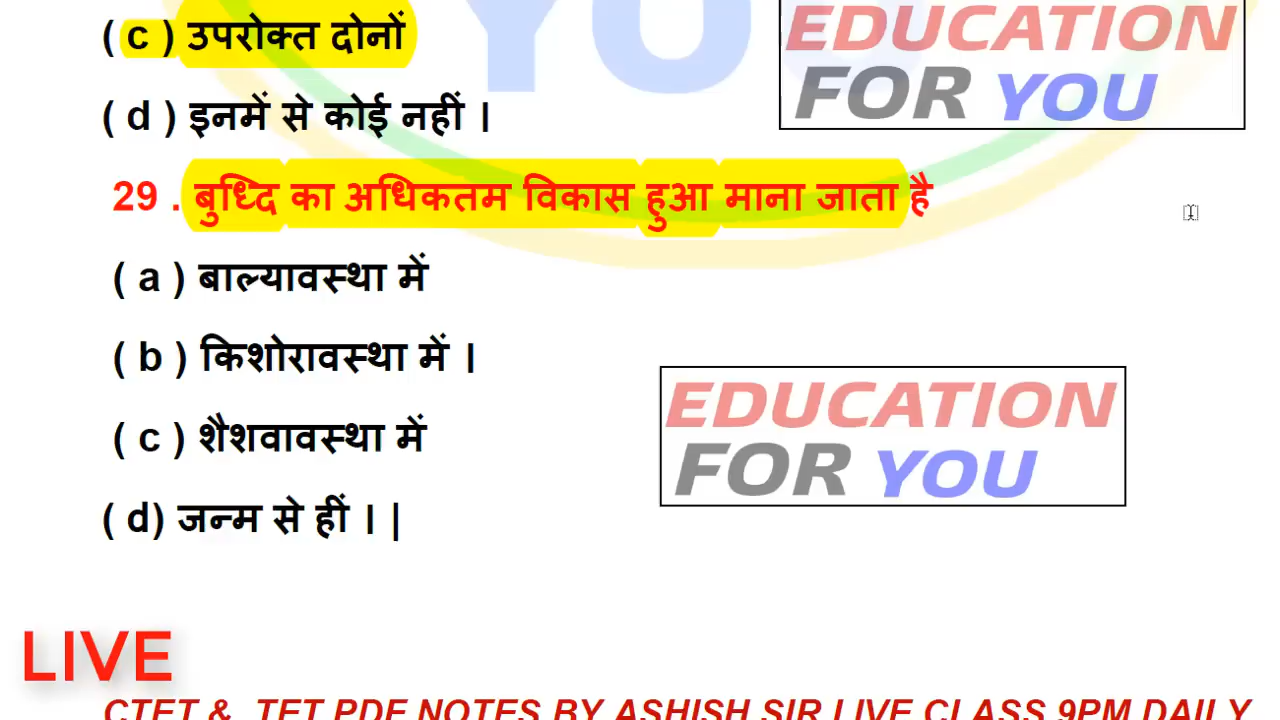 ( c ) उपरोक्त दोनों
EDUCATION
FOR YOU
( d ) इनमें से कोई नहीं ।
29 . बुध्दि का अधिकतम विकास हुआ माना जाता है
( a ) बाल्यावस्था में
( b ) किशोरावस्था में ।
( c ) शैशवावस्था में
EDUCATION
FOR YOU
( d) जन्म से हीं । |
LIVE
CTET & TET PDF NOTES BY ASHISH SIR LIVE CLASS 9PM DAILY